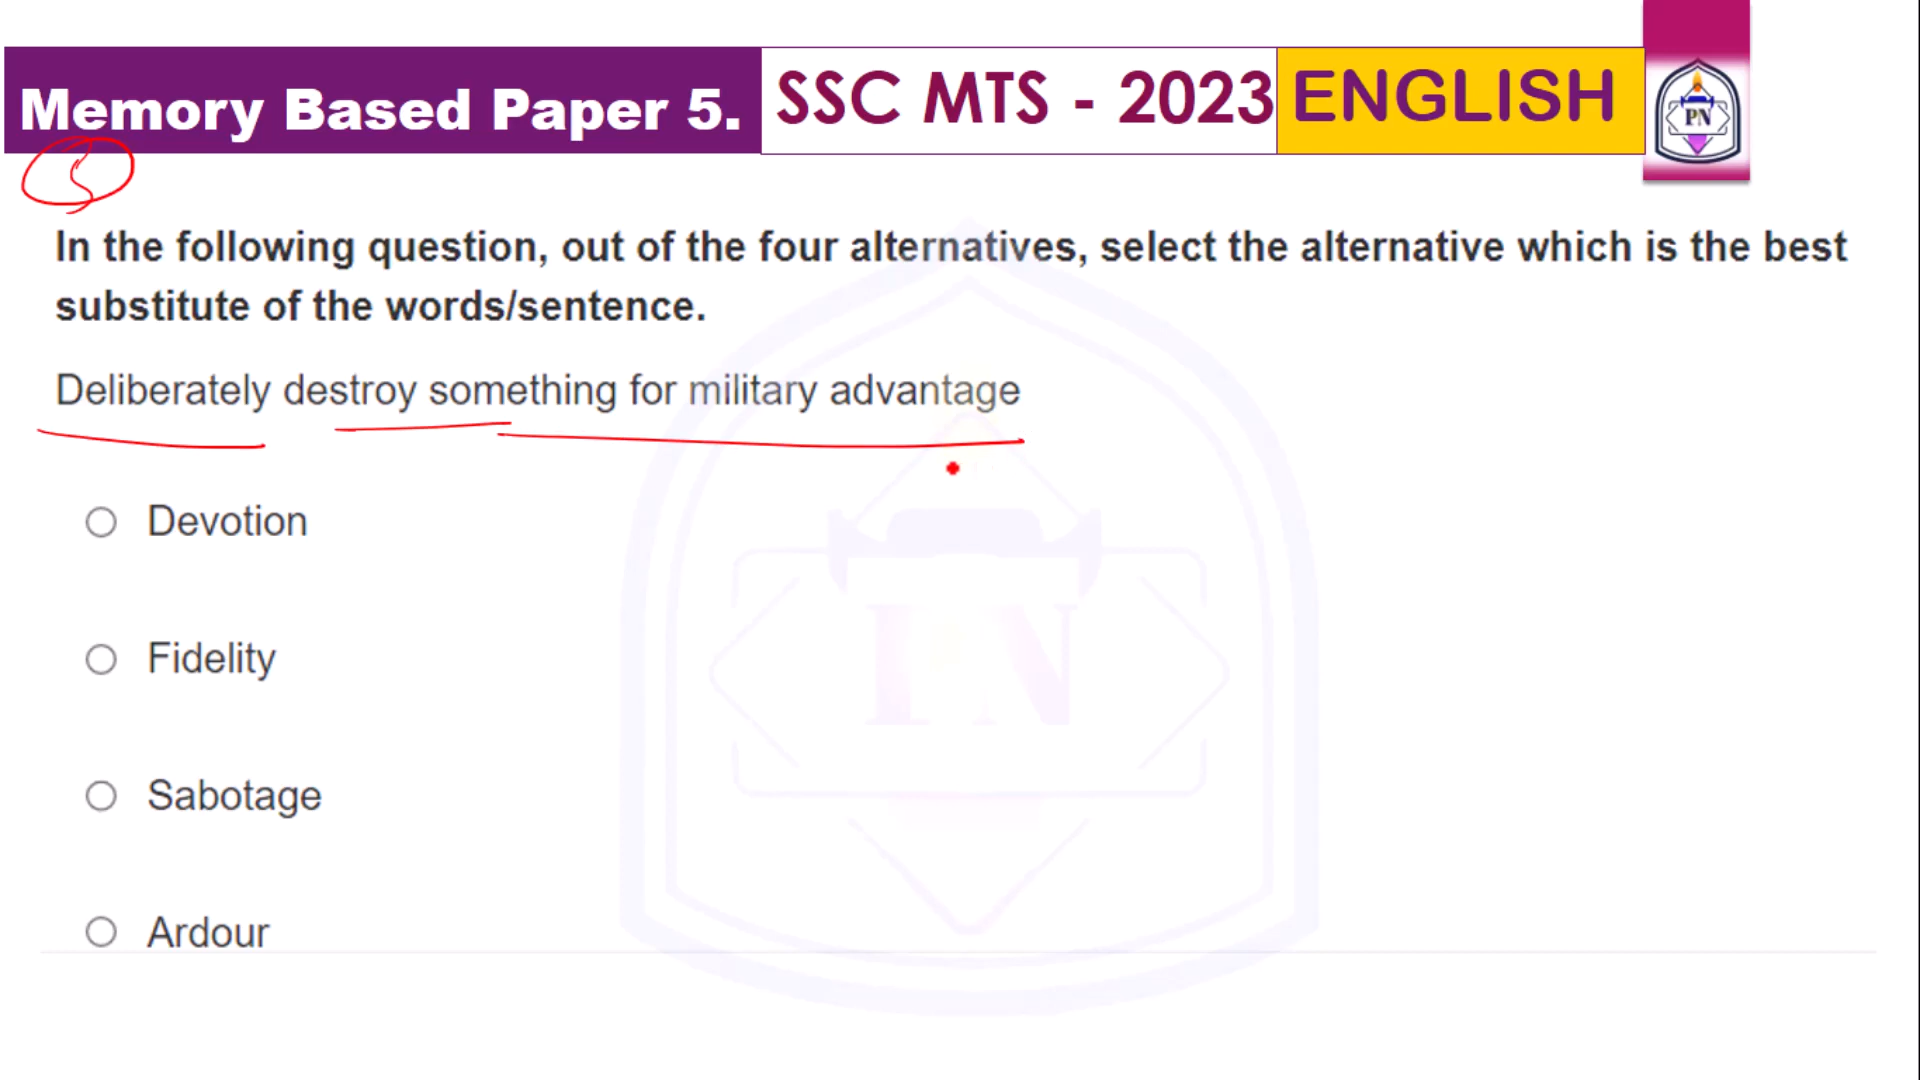 Memory Based Paper 5. SSC MTS - 2023 ENGLISH
PN
5
In the following question, out of the four alternatives, select the alternative which is the best
substitute of the words/sentence.
Deliberately destroy something for military advantage
Devotion
Fidelity
Sabotage
Ardour
PN